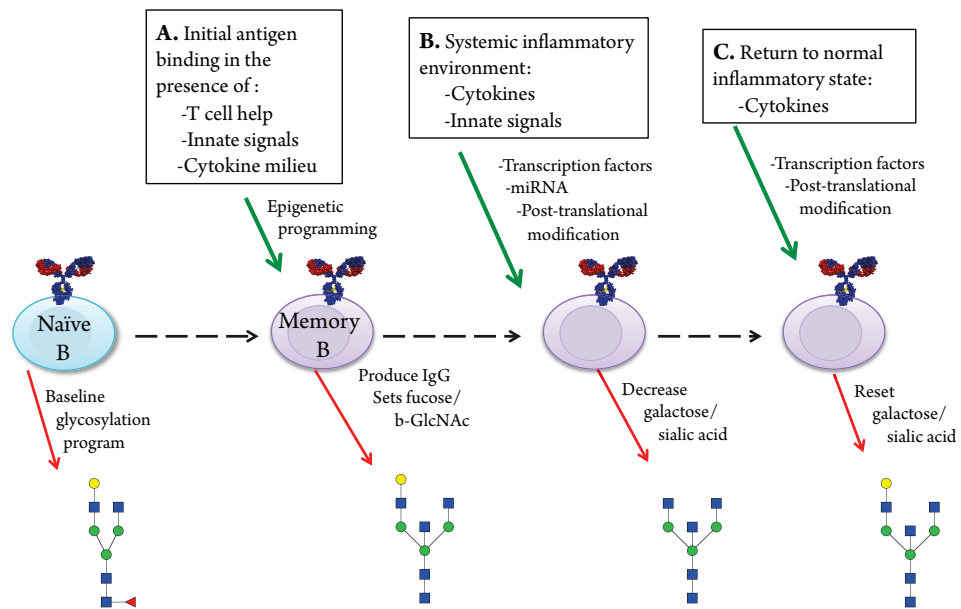 A. Initial antigen
binding in the
presence of :
-T cell help
-Innate signals
-Cytokine milieu
B. Systemic inflammatory
environment:
-Cytokines
-Innate signals
C. Return to normal
inflammatory state:
-Cytokines
Epigenetic
programming
-Transcription factors
-miRNA
-Post-translational
modification
-Transcription factors
-Post-translational
modification
Naïve
B
Memory
B
Baseline
glycosylation
program
Produce IgG
Sets fucose/
b-GlcNAc
Decrease
galactose/
sialic acid
Reset
galactose/
sialic acid